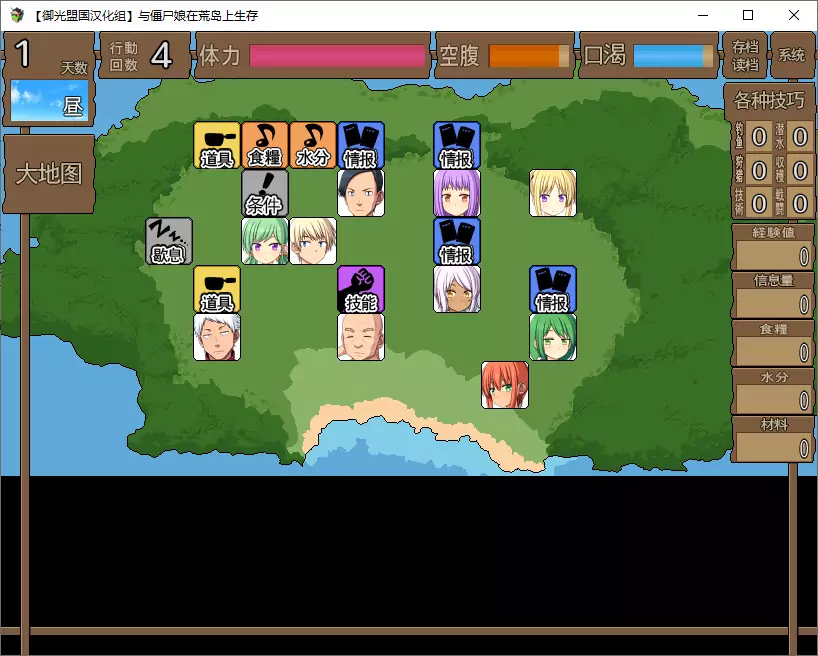 【御光盟国汉化组】与僵尸娘在荒岛上生存
1
天数
行動
回数
4
体力
空腹
口渇
存档
读档
系统
昼
大地图
各种技巧
钓鱼
0
潜水
0
狩猎
0
収穫
0
技術
0
戦闘
0
経験値
0
信息量
0
食糧
0
水分
0
材料
0
道具
食糧
水分
情报
情报
条件
歇息
情报
道具
技能
情报